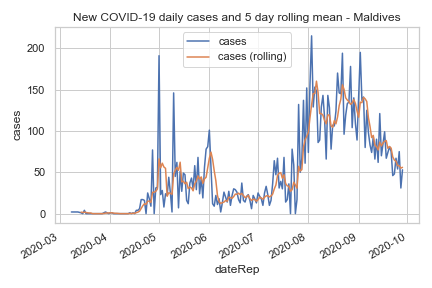 New COVID-19 daily cases and 5 day rolling mean - Maldives
cases
cases (rolling)
200
150
100
50
0
cases
2020-03
2020-04
2020-05
2020-06
2020-07
2020-08
2020-09
2020-10
dateRep